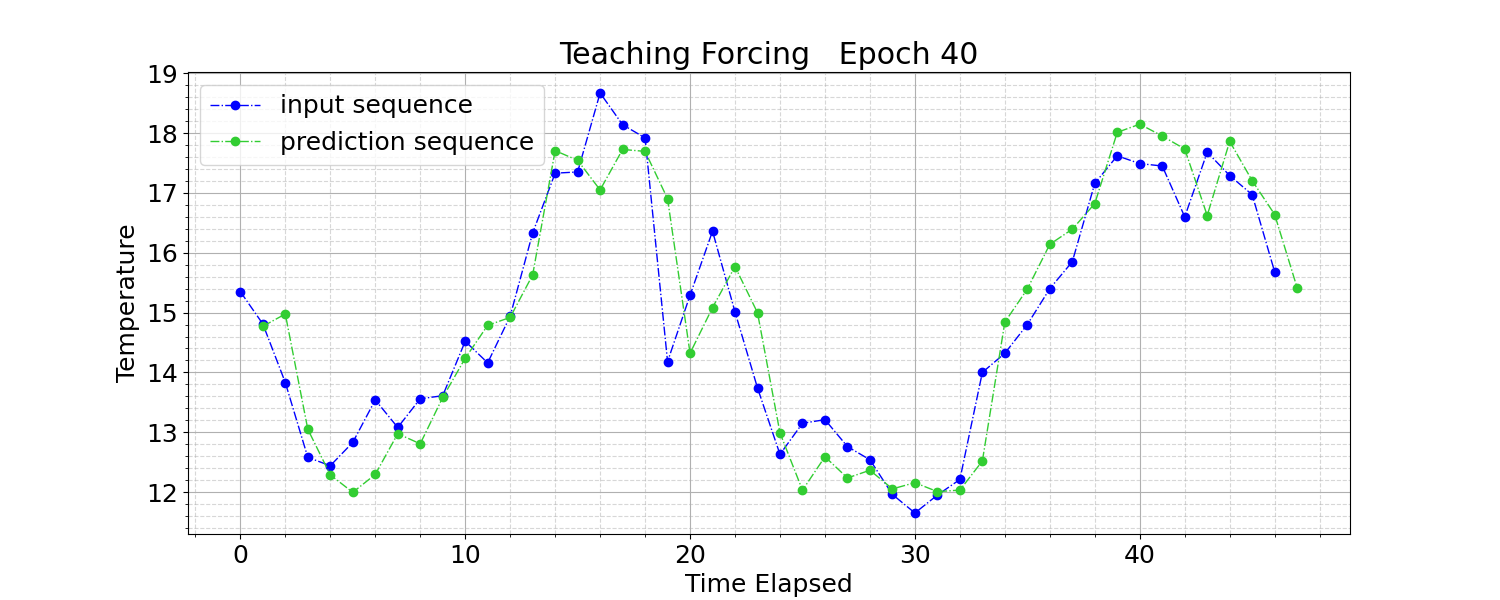 Teaching Forcing   Epoch 40
input sequence
prediction sequence
Temperature
19
18
17
16
15
14
13
12
0 10 20 30 40
Time Elapsed